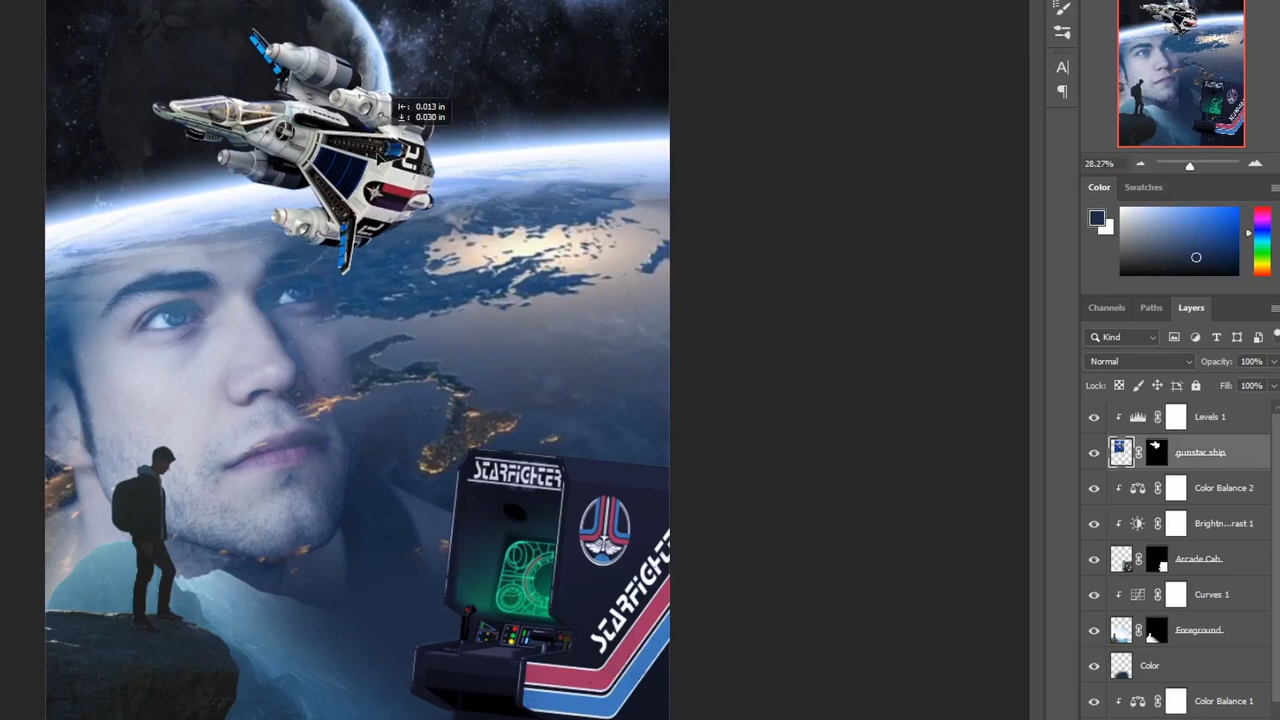 0.013 in
0.030 in
2
2
STARFIGHTER
STARFIGHTER
A
28.27%
Color
Swatches
Channels
Paths
Layers
Kind
T
Normal
Opacity:
100%
Lock:
Fill:
100%
Levels 1
gunstar ship
Color Balance 2
Brightn...rast 1
Arcade Cab.
Curves 1
Foreground
Color
Color Balance 1